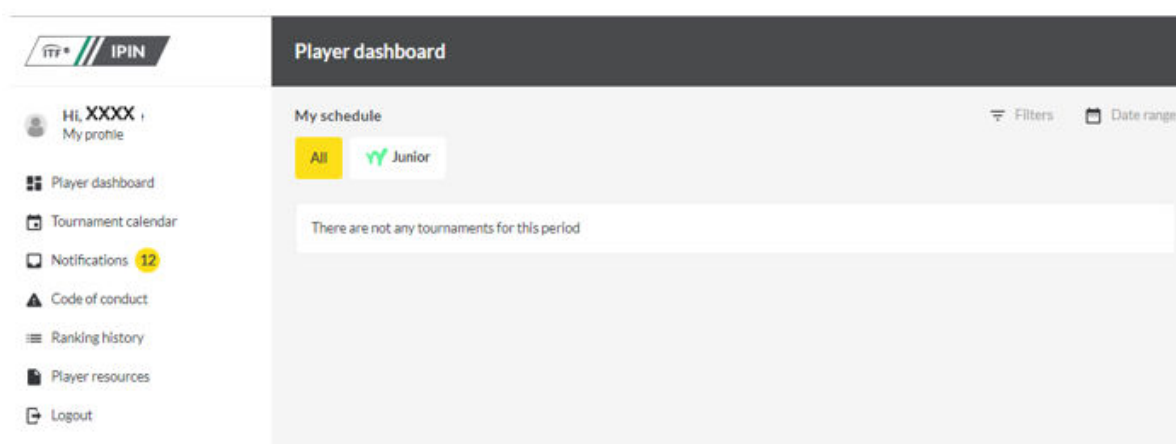 ITF IPIN
Player dashboard
Hi, XXXX
My profile
Player dashboard
Tournament calendar
Notifications 12
Code of conduct
Ranking history
Player resources
Logout
My schedule
Filters
Date range
All
Junior
There are not any tournaments for this period